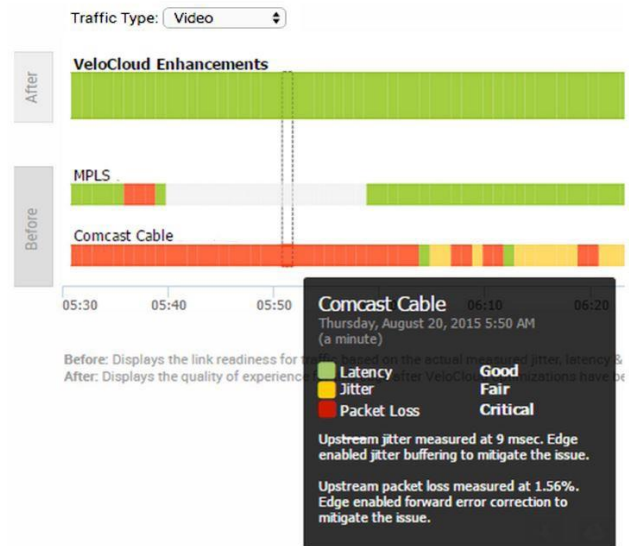 Traffic Type: Video
After
VeloCloud Enhancements
Before
MPLS
Comcast Cable
05:30 05:40 05:50 06:10 06:20
Before: Displays the link readiness for traffic based on the actual measured jitter, latency &
After: Displays the quality of experience after VeloCloud have be
Comcast Cable
Thursday, August 20, 2015 5:50 AM
(a minute)
Latency Good
Jitter Fair
Packet Loss Critical
Upstream jitter measured at 9 msec. Edge
enabled jitter buffering to mitigate the issue.
Upstream packet loss measured at 1.56%.
Edge enabled forward error correction to
mitigate the issue.